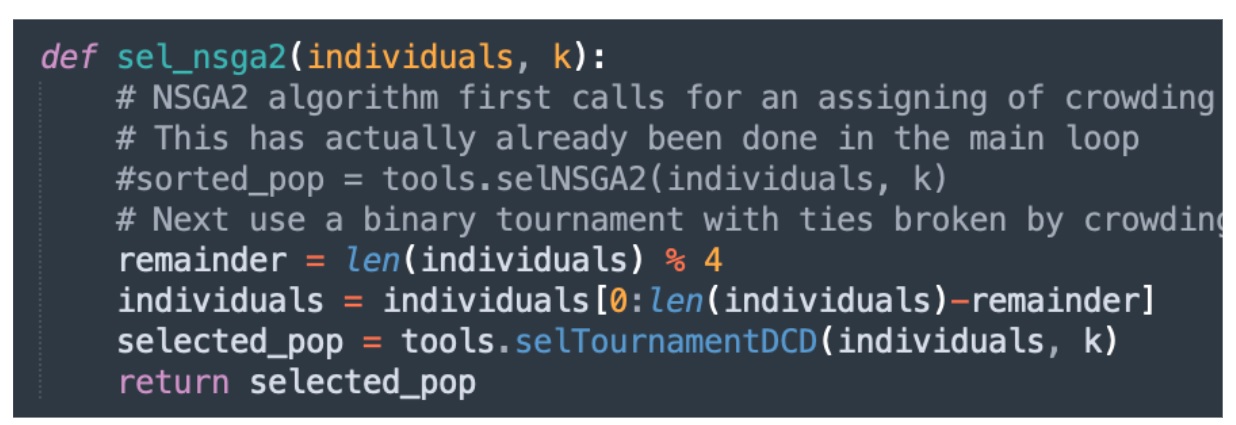 def sel_nsga2(individuals, k):
# NSGA2 algorithm first calls for an assigning of crowding
# This has actually already been done in the main loop
#sorted_pop = tools.selNSGA2(individuals, k)
# Next use a binary tournament with ties broken by crowding
remainder = len(individuals) % 4
individuals = individuals[0:len(individuals)-remainder]
selected_pop = tools.selTournamentDCD(individuals, k)
return selected_pop